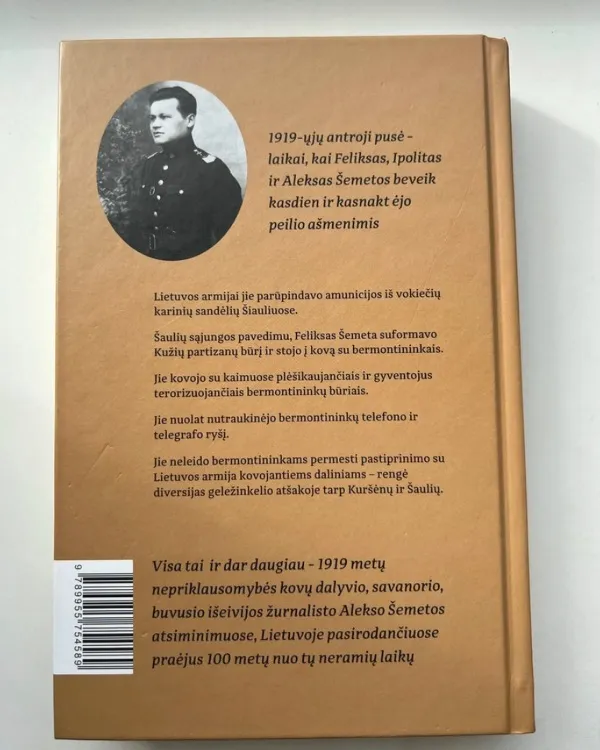 1919-ųjų antroji pusė -
laikai, kai Feliksas, Ipolitas
ir Aleksas Šemetos beveik
kasdien ir kasnakt ėjo
peilio ašmenimis
Lietuvos armijai jie parūpindavo amunicijos iš vokiečių
karinių sandėlių Šiauliuose.
Šaulių sąjungos pavedimu, Feliksas Šemeta suformavo
Kužių partizanų būrį ir stojo į kovą su bermontininkais.
Jie kovojo su kaimuose plėšikaujančiais ir gyventojus
terorizuojančiais bermontininkų būriais.
Jie nuolat nutraukinėjo bermontininkų telefono ir
telegrafo ryšį.
Jie neleido bermontininkams permesti pastiprinimo su
Lietuvos armija kovojantiems daliniams – rengė
diversijas geležinkelio atšakoje tarp Kuršėnų ir Šiaulių.
Visa tai ir dar daugiau - 1919 metų
nepriklausomybės kovų dalyvio, savanorio,
buvusio išeivijos žurnalisto Alekso Šemetos
atsiminimuose, Lietuvoje pasirodančiuose
praėjus 100 metų nuo tų neramių laikų
9 789955 754589